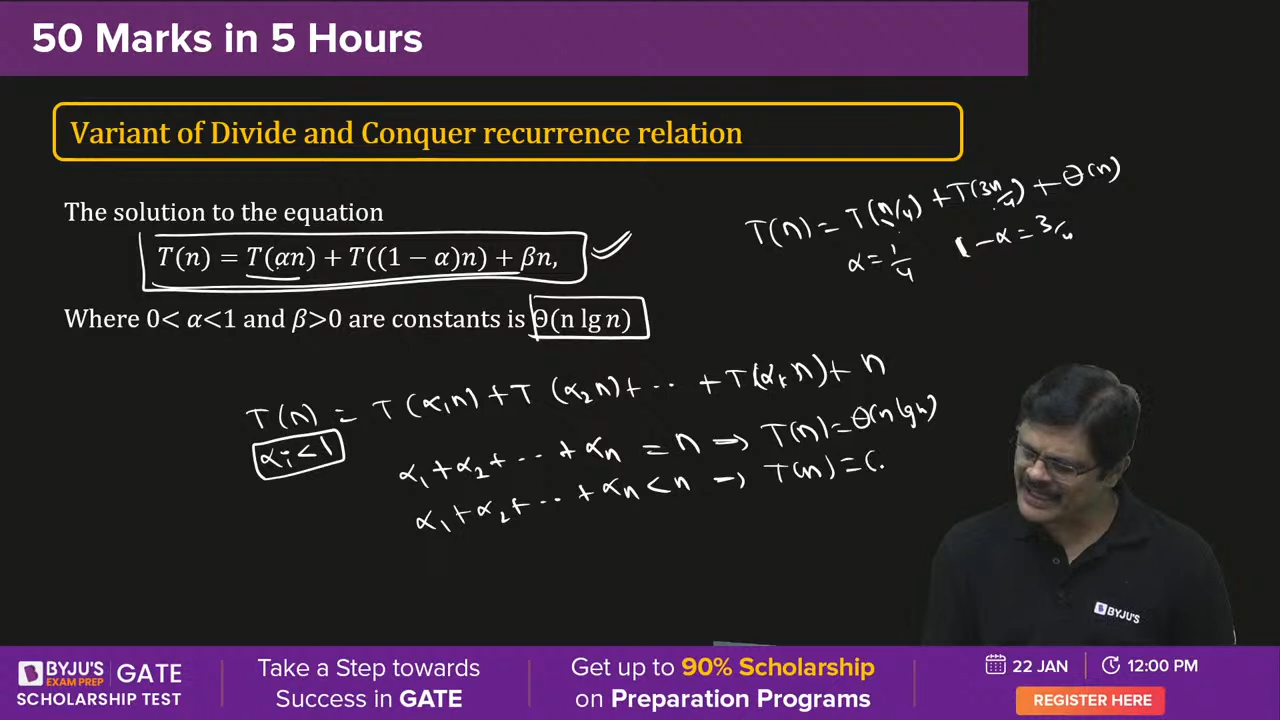 50 Marks in 5 Hours
Variant of Divide and Conquer recurrence relation
The solution to the equation
T(n) = T(αn) + T((1 − α)n) + βn,
Where 0< α<1 and β>0 are constants is Θ(n lg n)
T(n) = T(n/4) + T(3n/4) + Θ(n)
α = 1/4 1 − α = 3/4
T(n) = T(α₁n) + T(α₂n) + ·· + T(αₖn) + n
αᵢ < 1
α₁ + α₂ + ·· + αₙ = n → T(n) = Θ(n lg n)
α₁ + α₂ + ·· + αₙ < n → T(n) = (
BYJU'S
BYJU'S EXAM PREP GATE
SCHOLARSHIP TEST
Take a Step towards
Success in GATE
Get up to 90% Scholarship
on Preparation Programs
22 JAN 12:00 PM
REGISTER HERE